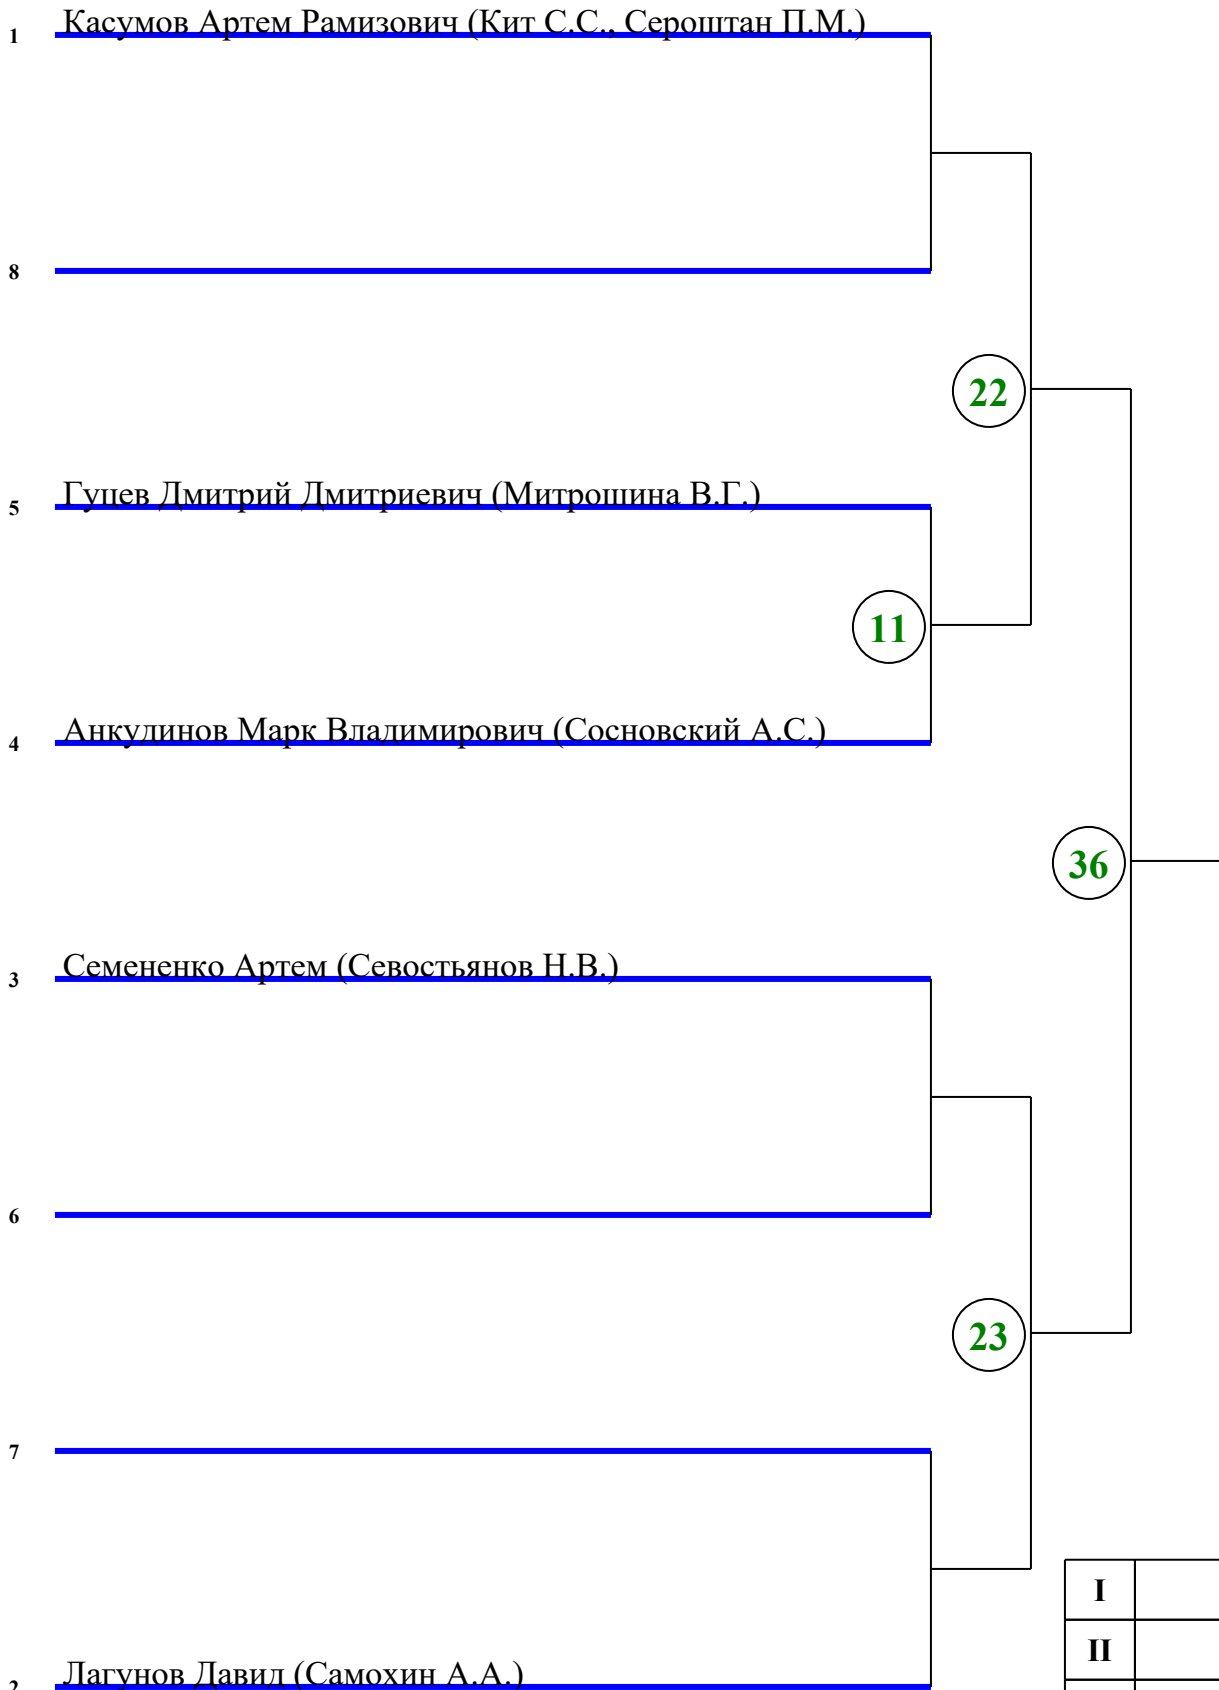 1 Касумов Артем Рамизович (Кит С.С., Сероштан П.М.)
8
22
5 Гуцев Дмитрий Дмитриевич (Митрошина В.Г.)
11
4 Анкудинов Марк Владимирович (Сосновский А.С.)
36
3 Семененко Артем (Севостьянов Н.В.)
6
23
7
I
II
2 Лагунов Давид (Самохин А.А.)